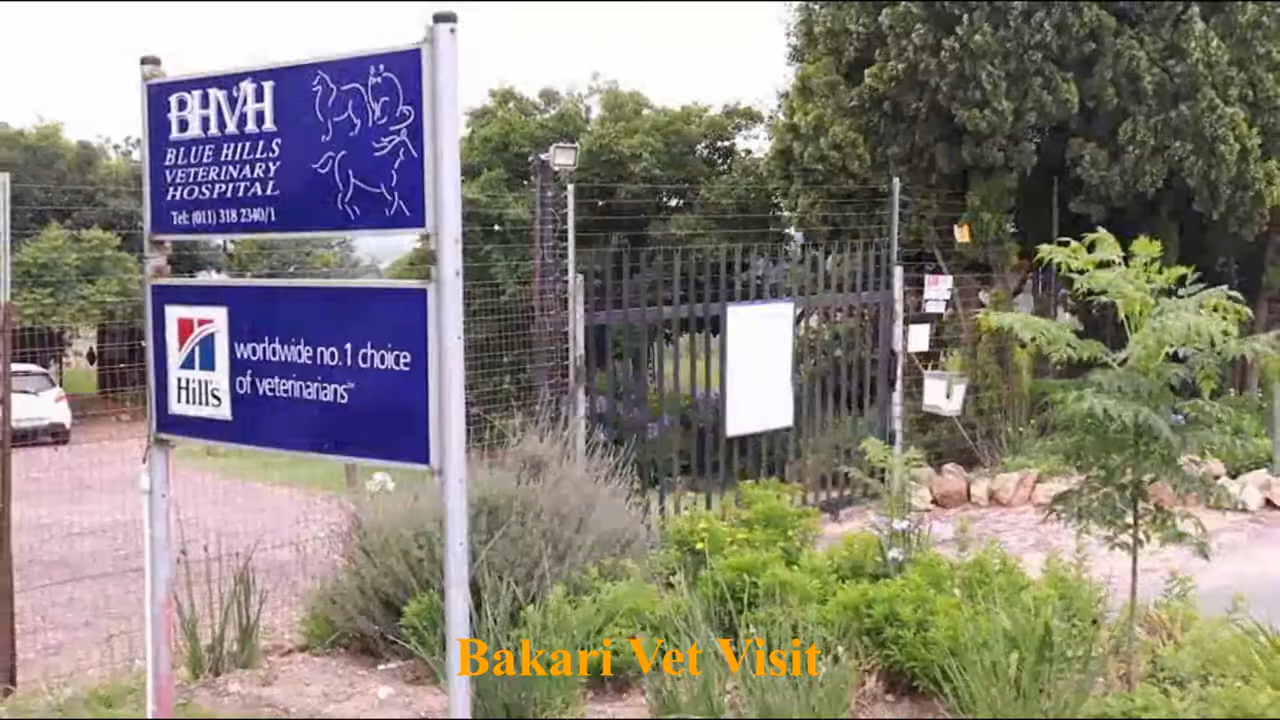 BHVH
BLUE HILLS
VETERINARY
HOSPITAL
Tel: (011) 318 2340/1
Hill's
worldwide no.1 choice
of veterinarians™
Bakari Vet Visit